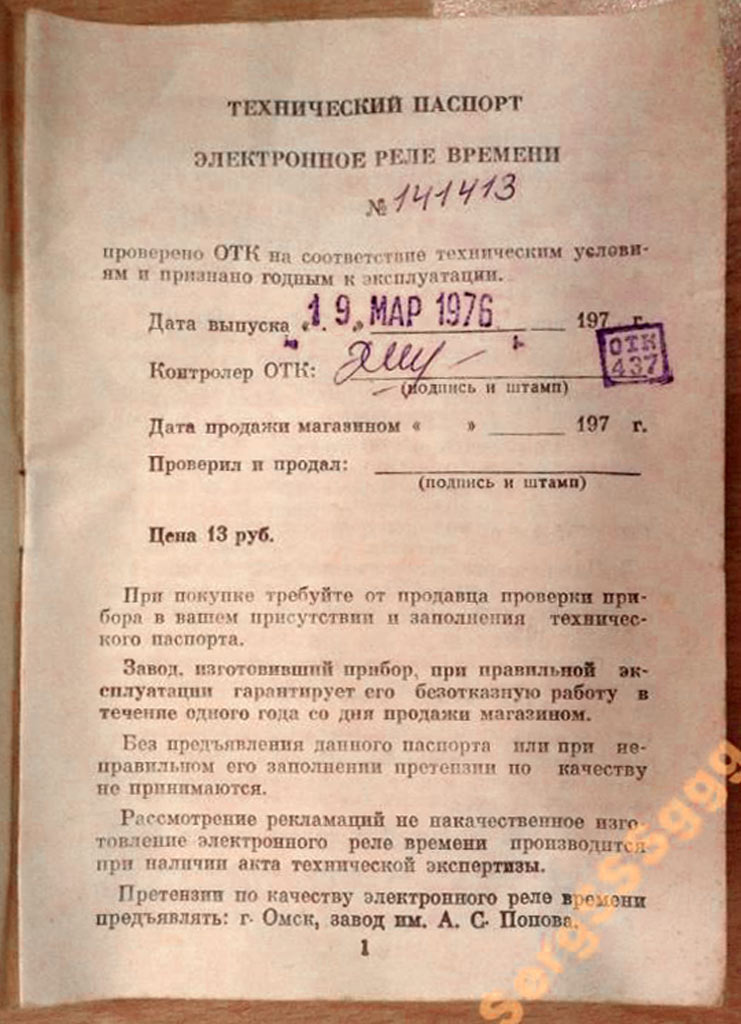 ТЕХНИЧЕСКИЙ ПАСПОРТ
ЭЛЕКТРОННОЕ РЕЛЕ ВРЕМЕНИ
№ 141413
проверено ОТК на соответствие техническим услови-
ям и признано годным к эксплуатации.
Дата выпуска «19» МАР 1976 197 г.
ОТК
437
Контролер ОТК:
(подпись и штамп)
Дата продажи магазином « » ______ 197 г.
Проверил и продал:
(подпись и штамп)
Цена 13 руб.
При покупке требуйте от продавца проверки при-
бора в вашем присутствии и заполнения техничес-
кого паспорта.
Завод, изготовивший прибор, при правильной эк-
сплуатации гарантирует его безотказную работу в
течение одного года со дня продажи магазином.
Без предъявления данного паспорта или при не-
правильном его заполнении претензии по качеству
не принимаются.
Рассмотрение рекламаций не накачественное изго-
товление электронного реле времени производится
при наличии акта технической экспертизы.
Претензии по качеству электронного реле времени
предъявлять: г. Омск, завод им. А. С. Попова.
1